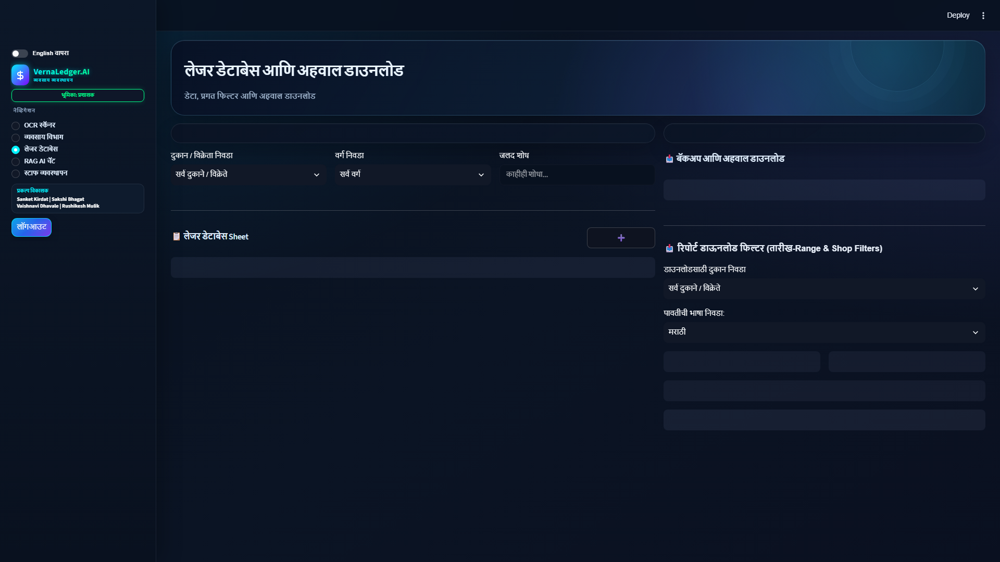 Deploy
English वापरा
$
VernaLedger.AI
व्यवसाय व्यवस्थापन
भूमिका: प्रशासक
नेव्हिगेशन
OCR स्कॅनर
व्यवसाय विभाग
लेजर डेटाबेस
RAG AI चॅट
स्टाफ व्यवस्थापन
प्रकल्प विकासक
Sanket Kirdat | Sakshi Bhagat
Vaishnavi Dhavale | Rushikesh Mulik
लॉगआउट
लेजर डेटाबेस आणि अहवाल डाउनलोड
डेटा, प्रगत फिल्टर आणि अहवाल डाउनलोड
दुकान / विक्रेता निवडा
सर्व दुकाने / विक्रेते
वर्ग निवडा
सर्व वर्ग
जलद शोध
काहीही शोधा...
लेजर डेटाबेस Sheet
बॅकअप आणि अहवाल डाउनलोड
रिपोर्ट डाऊनलोड फिल्टर (तारीख-Range & Shop Filters)
डाउनलोडसाठी दुकान निवडा
सर्व दुकाने / विक्रेते
पावतीची भाषा निवडा:
मराठी